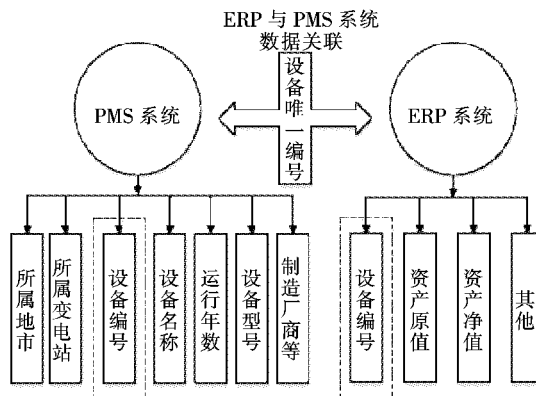 ERP 与 PMS 系统
数据关联
设备唯一编号
PMS 系统
ERP 系统
所属地市
所属变电站
设备编号
设备名称
运行年数
设备型号
制造厂商等
设备编号
资产原值
资产净值
其他